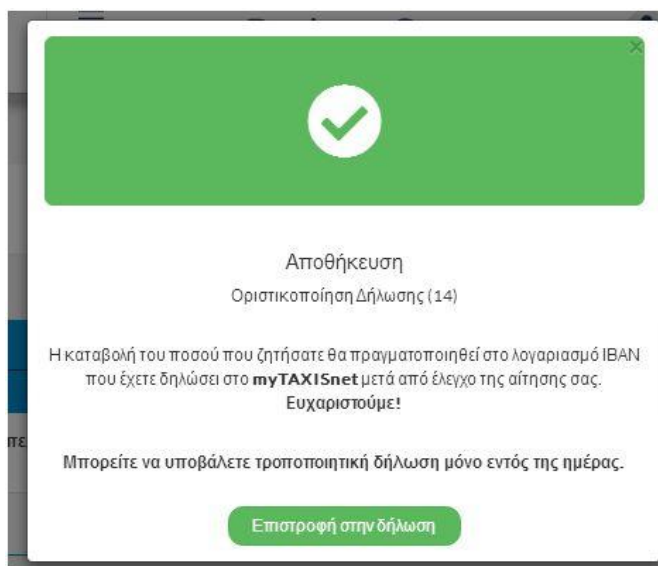 Αποθήκευση
Οριστικοποίηση Δήλωσης (14)
Η καταβολή του ποσού που ζητήσατε θα πραγματοποιηθεί στο λογαριασμό IBAN
που έχετε δηλώσει στο myTAXISnet μετά από έλεγχο της αίτησης σας.
Ευχαριστούμε!
Μπορείτε να υποβάλετε τροποποιητική δήλωση μόνο εντός της ημέρας.
Επιστροφή στην δήλωση